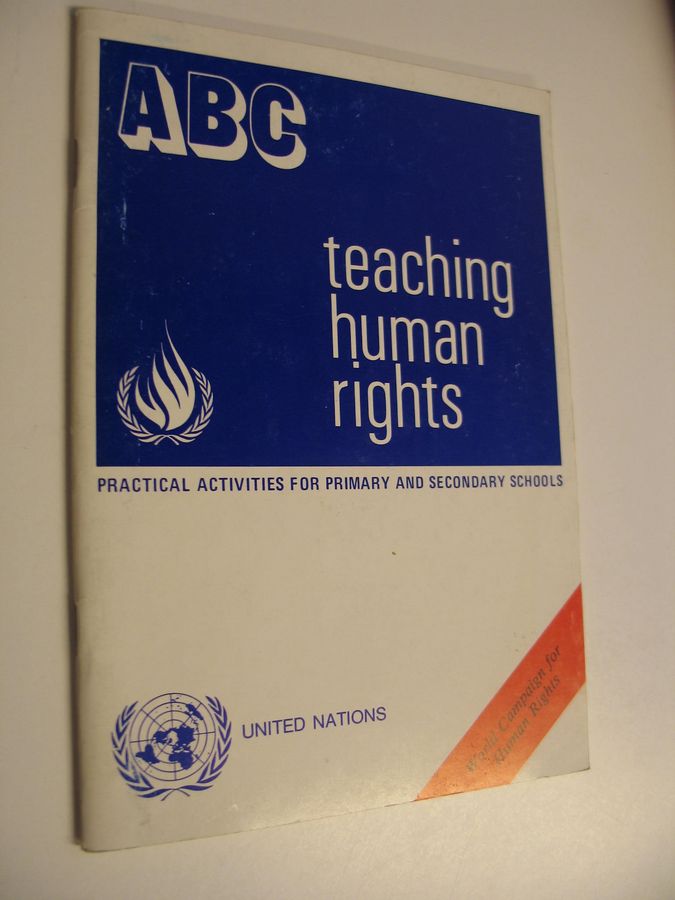 ABC
teaching
human
rights
PRACTICAL ACTIVITIES FOR PRIMARY AND SECONDARY SCHOOLS
UNITED NATIONS
World Campaign for
Human Rights